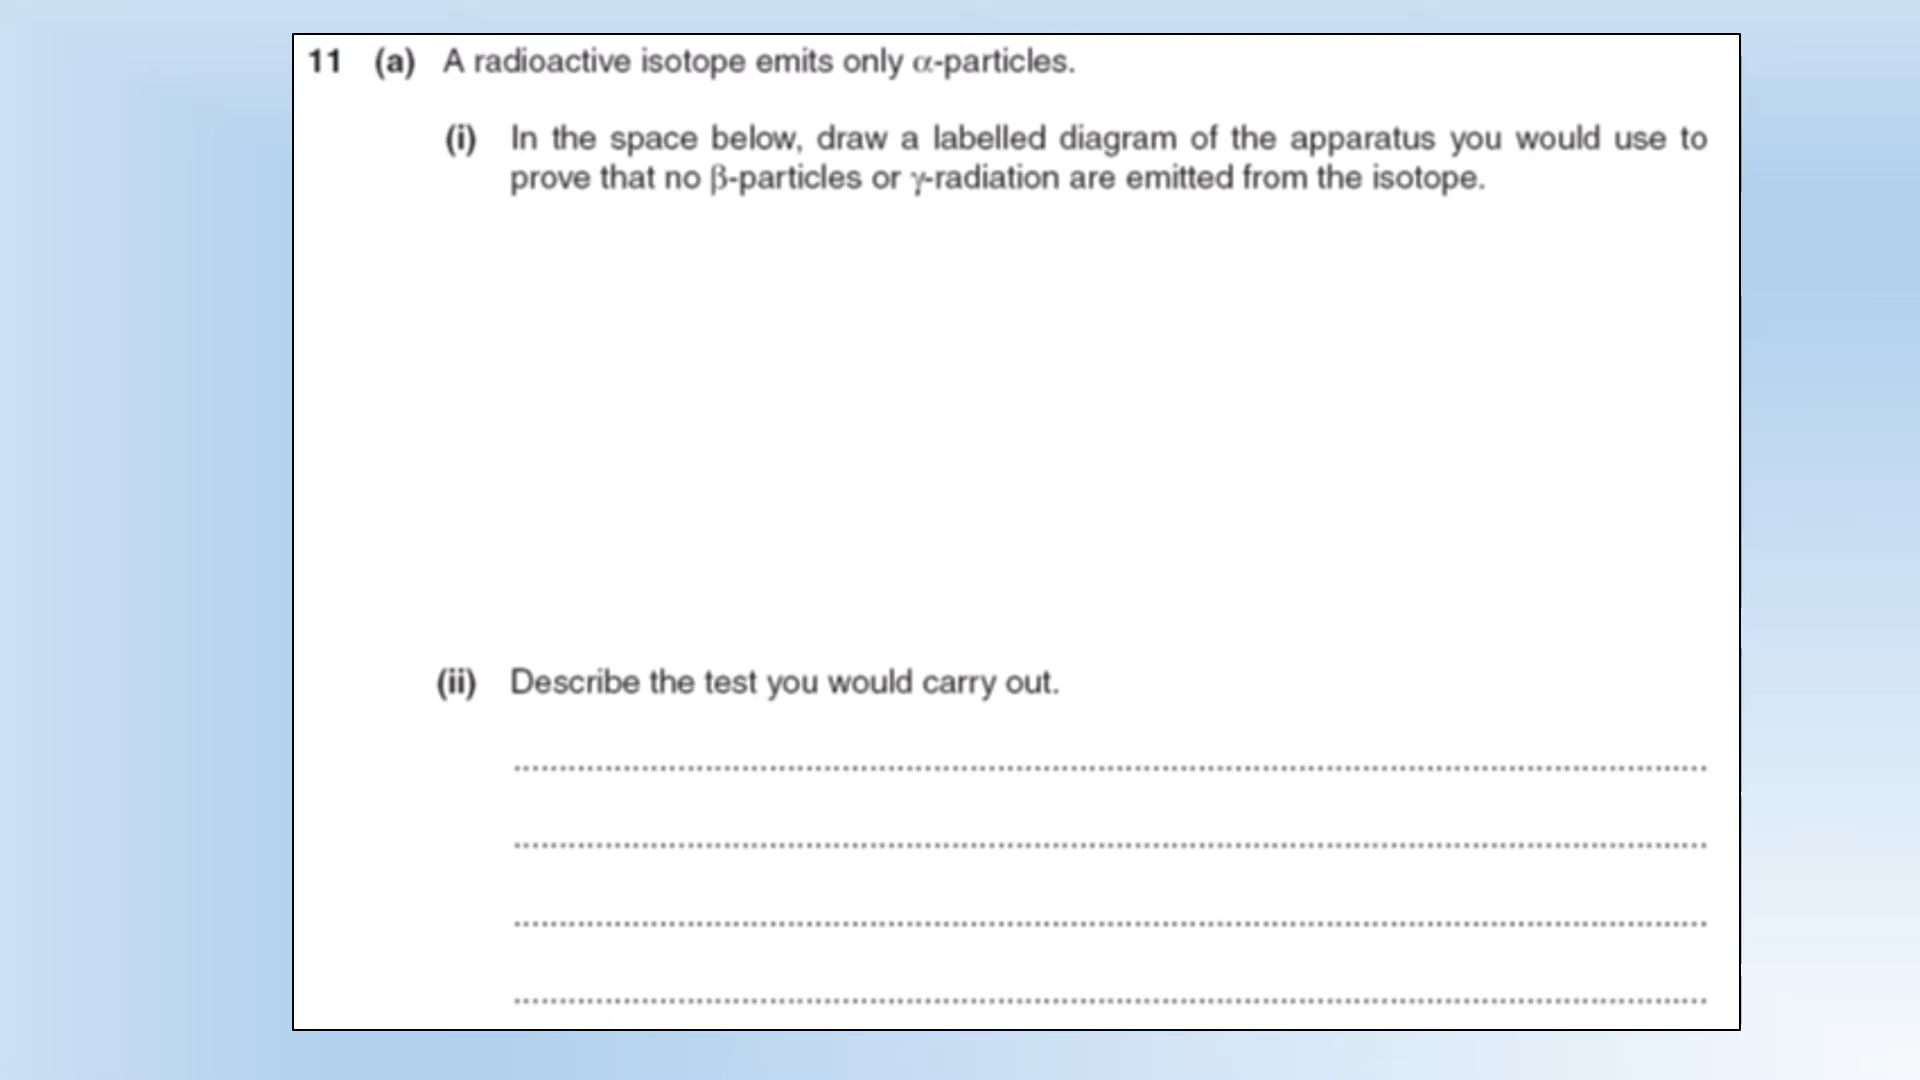 11 (a) A radioactive isotope emits only α-particles.
(i) In the space below, draw a labelled diagram of the apparatus you would use to
prove that no β-particles or γ-radiation are emitted from the isotope.
(ii) Describe the test you would carry out.